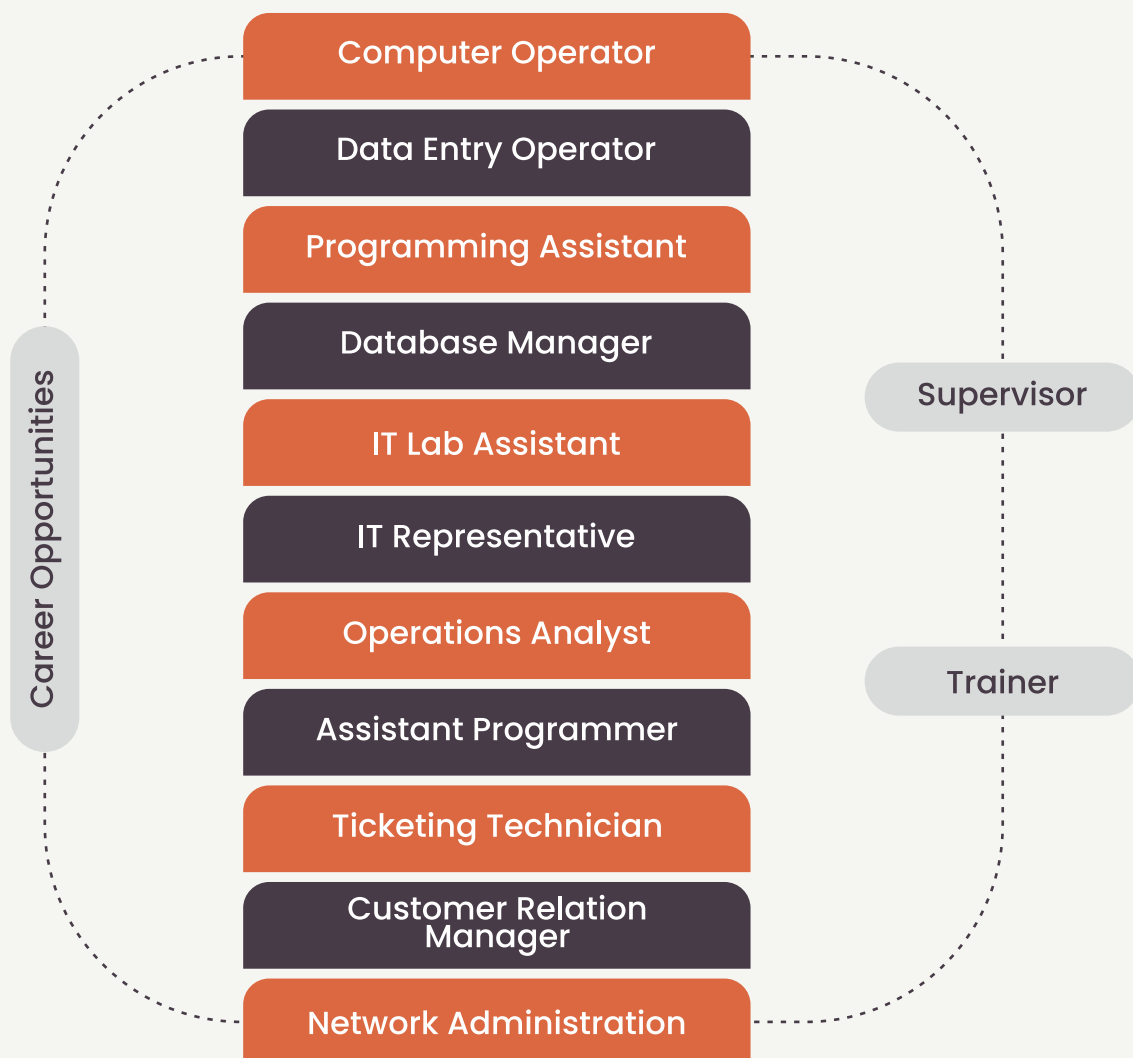 Career Opportunities
Computer Operator
Data Entry Operator
Programming Assistant
Database Manager
IT Lab Assistant
IT Representative
Operations Analyst
Assistant Programmer
Ticketing Technician
Customer Relation
Manager
Network Administration
Supervisor
Trainer